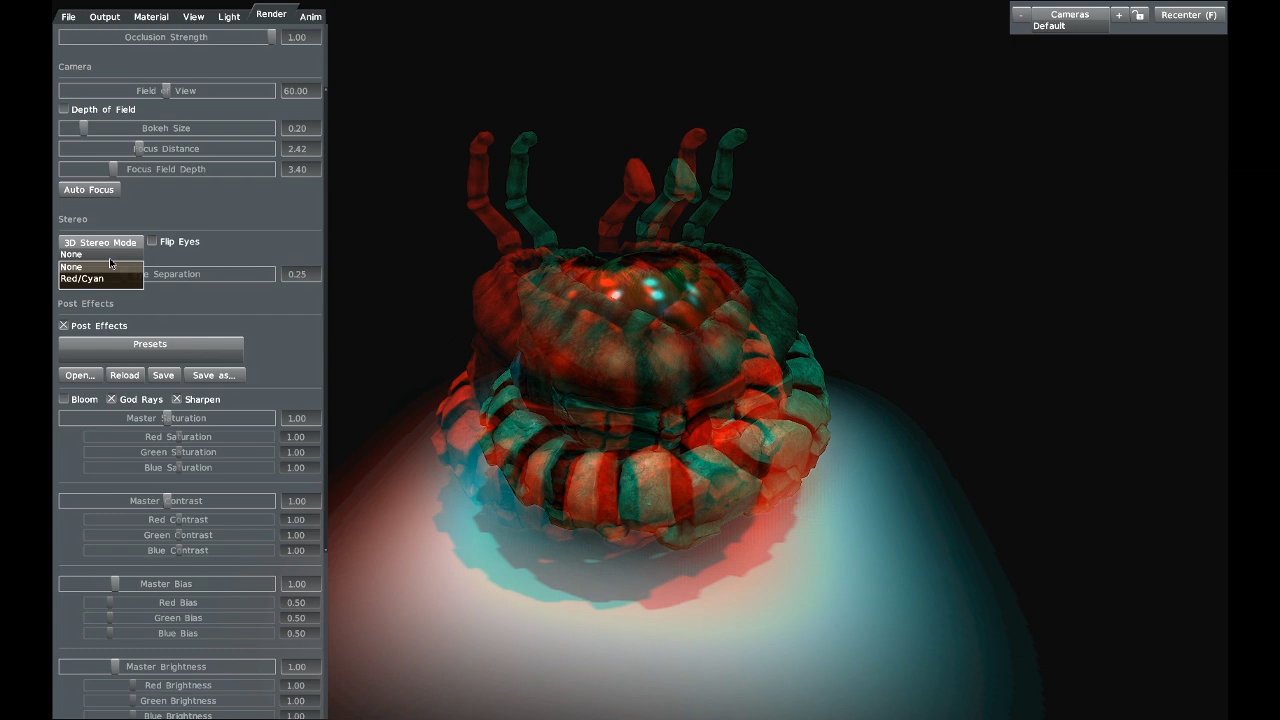 File Output Material View Light Render Anim
- Cameras + Recenter (F)
Default
Occlusion Strength 1.00
Camera
Field of View 60.00
Depth of Field
Bokeh Size 0.20
Focus Distance 2.42
Focus Field Depth 3.40
Auto Focus
Stereo
3D Stereo Mode Flip Eyes
None
None
Separation 0.25
Red/Cyan
Post Effects
Post Effects
Presets
Open... Reload Save Save as...
Bloom God Rays Sharpen
Master Saturation 1.00
Red Saturation 1.00
Green Saturation 1.00
Blue Saturation 1.00
Master Contrast 1.00
Red Contrast 1.00
Green Contrast 1.00
Blue Contrast 1.00
Master Bias 1.00
Red Bias 0.50
Green Bias 0.50
Blue Bias 0.50
Master Brightness 1.00
Red Brightness 1.00
Green Brightness 1.00
Blue Brightness 1.00